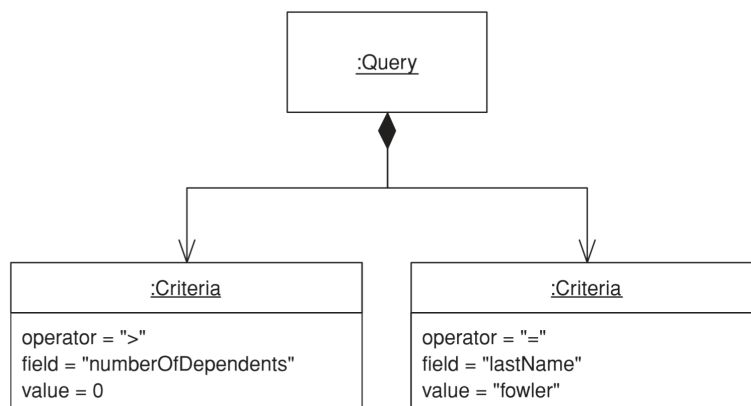 :Query
:Criteria
operator = ">"
field = "numberOfDependents"
value = 0
:Criteria
operator = "="
field = "lastName"
value = "fowler"